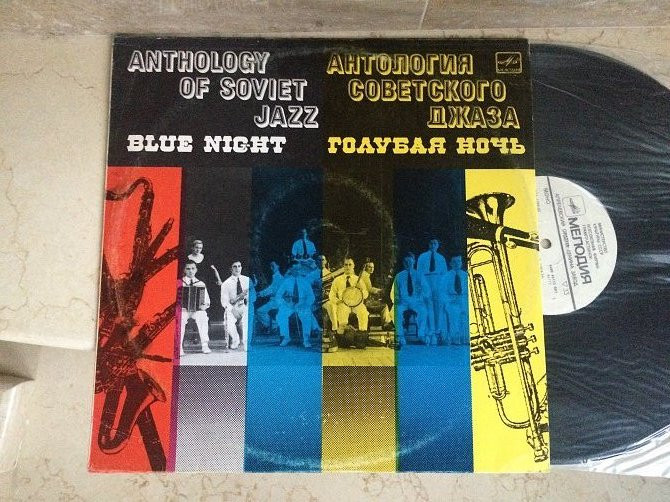 ANTHOLOGY
OF SOVIET
JAZZ
BLUE NIGHT
АНТОЛОГИЯ
СОВЕТСКОГО
ДЖАЗА
ГОЛУБАЯ НОЧЬ
МЕЛОДИЯ